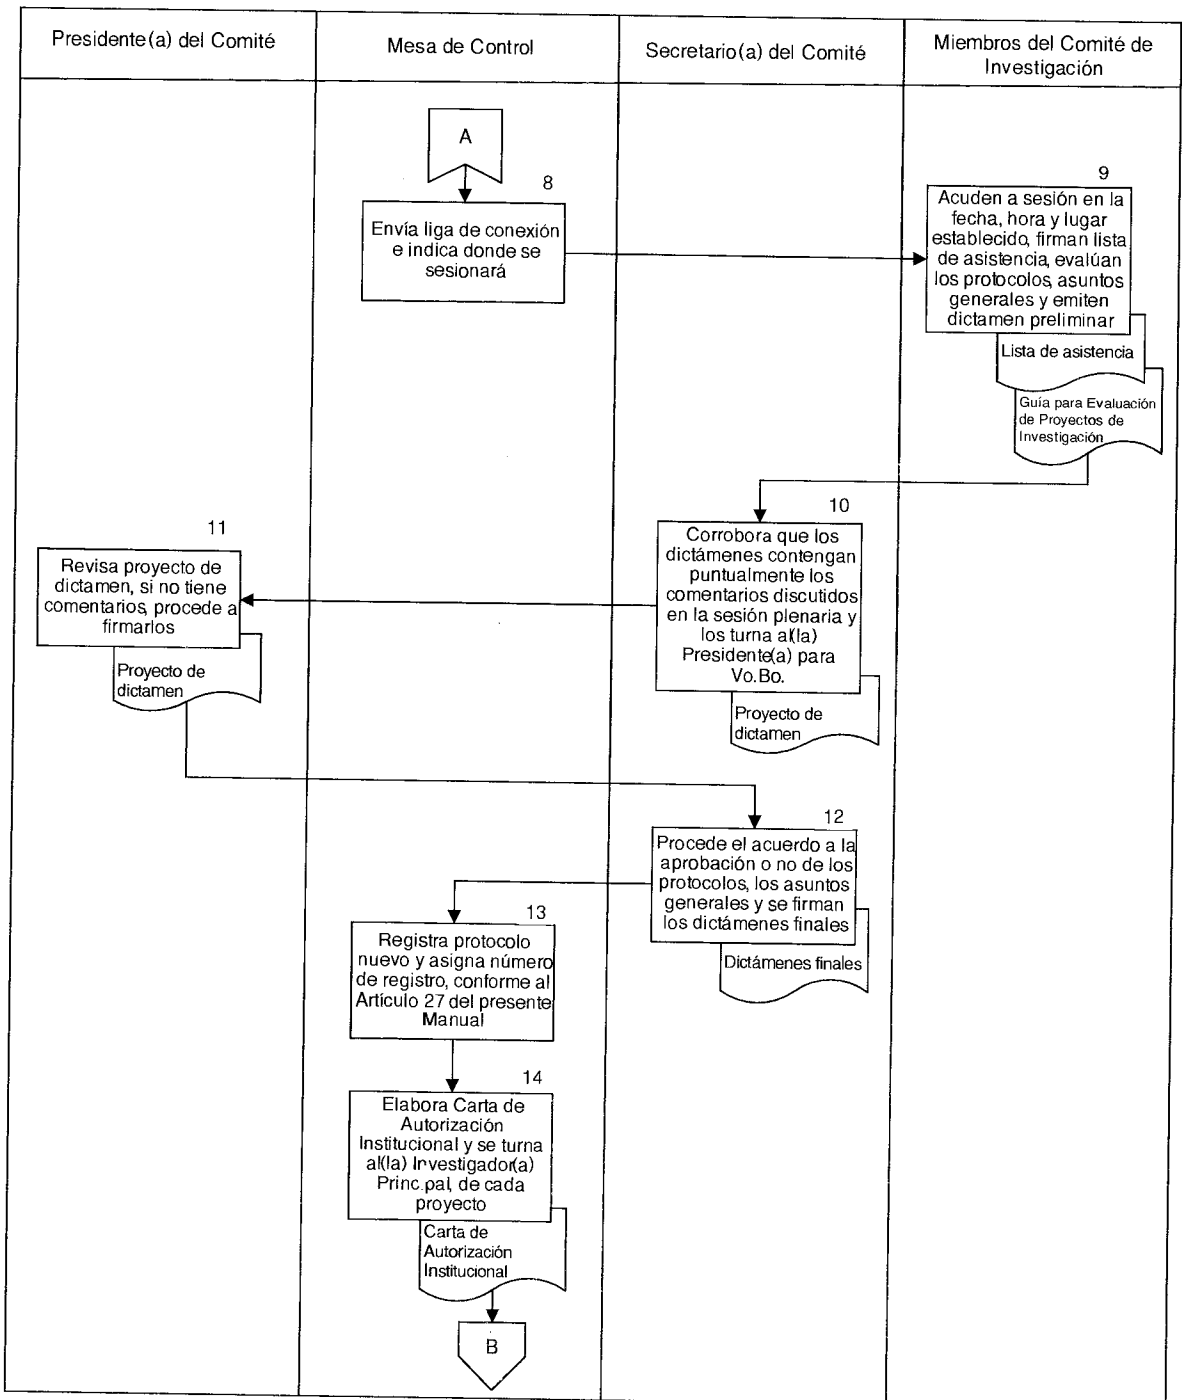 Presidente(a) del Comité
Mesa de Control
Secretario(a) del Comité
Miembros del Comité de
Investigación
A
8
Envía liga de conexión
e indica donde se
sesionará
9
Acuden a sesión en la
fecha, hora y lugar
establecido, firman lista
de asistencia, evalúan
los protocolos, asuntos
generales y emiten
dictamen preliminar
Lista de asistencia
Guía para Evaluación
de Proyectos de
Investigación
10
Corrobora que los
dictámenes contengan
puntualmente los
comentarios discutidos
en la sesión plenaria y
los turna al(la)
Presidente(a) para
Vo.Bo.
Proyecto de
dictamen
11
Revisa proyecto de
dictamen, si no tiene
comentarios, procede a
firmarlos
Proyecto de
dictamen
12
Procede el acuerdo a la
aprobación o no de los
protocolos, los asuntos
generales y se firman
los dictámenes finales
Dictámenes finales
13
Registra protocolo
nuevo y asigna número
de registro, conforme al
Artículo 27 del presente
Manual
14
Elabora Carta de
Autorización
Institucional y se turna
al(la) Investigador(a)
Principal, de cada
proyecto
Carta de
Autorización
Institucional
B